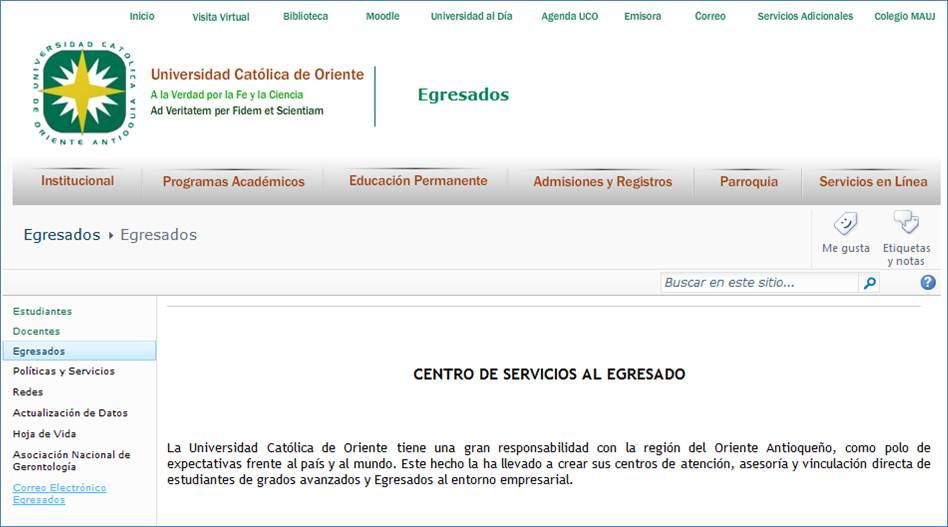 Inicio Visita Virtual Biblioteca Moodle Universidad al Día Agenda UCO Emisora Correo Servicios Adicionales Colegio MAUJ
UNIVERSIDAD CATOLICA DE ORIENTE ANTIOQUIA
Universidad Católica de Oriente
A la Verdad por la Fe y la Ciencia
Ad Veritatem per Fidem et Scientiam
Egresados
Institucional Programas Académicos Educación Permanente Admisiones y Registros Parroquia Servicios en Línea
Egresados Egresados
Me gusta
Etiquetas
y notas
Buscar en este sitio...
?
Estudiantes
Docentes
Egresados
Políticas y Servicios
Redes
Actualización de Datos
Hoja de Vida
Asociación Nacional de
Gerontología
Correo Electrónico
Egresados
CENTRO DE SERVICIOS AL EGRESADO
La Universidad Católica de Oriente tiene una gran responsabilidad con la región del Oriente Antioqueño, como polo de
expectativas frente al país y al mundo. Este hecho la ha llevado a crear sus centros de atención, asesoría y vinculación directa de
estudiantes de grados avanzados y Egresados al entorno empresarial.